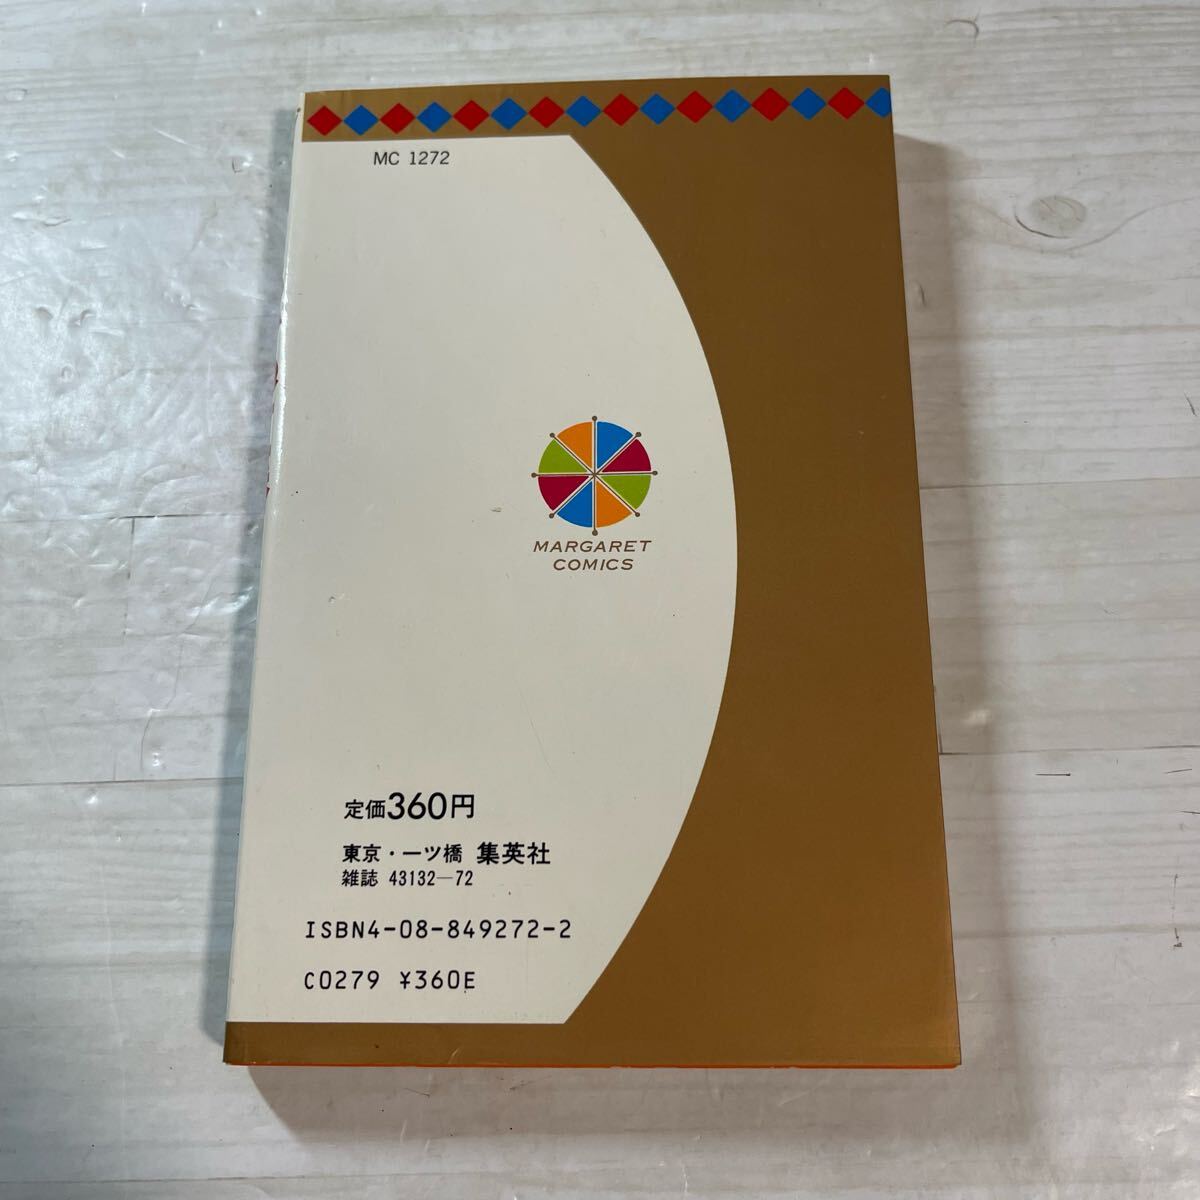 MC 1272
MARGARET
COMICS
定価360円
東京・一ツ橋 集英社
雑誌 43132—72
ISBN4-08-849272-2
C0279 ¥360E